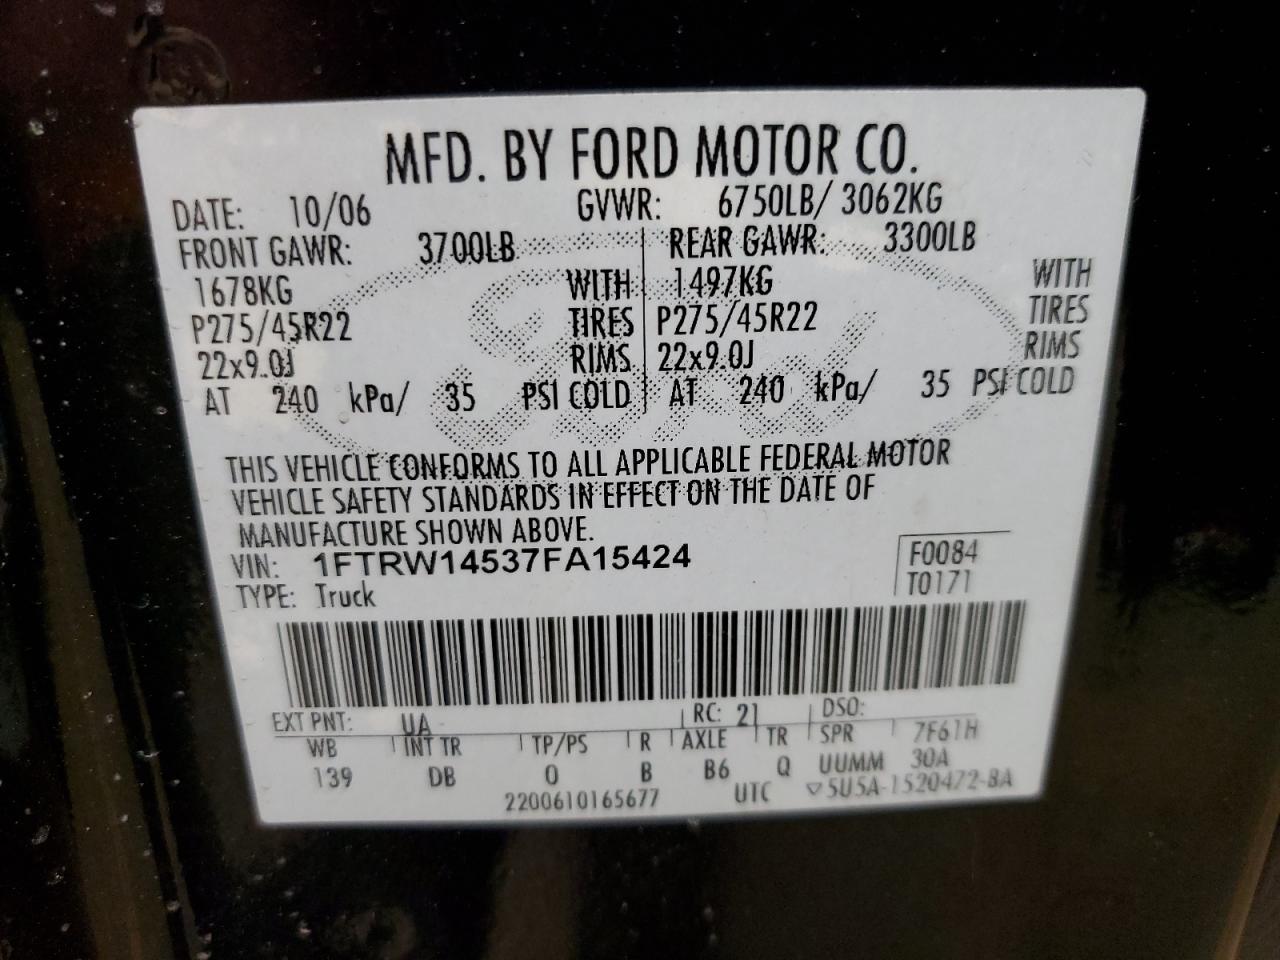 MFD. BY FORD MOTOR CO.
DATE: 10/06 GVWR: 6750LB/ 3062KG
FRONT GAWR: 3700LB REAR GAWR: 3300LB
1678KG WITH 1497KG WITH
P275/45R22 TIRES P275/45R22 TIRES
22x9.0J RIMS 22x9.0J RIMS
AT 240 kPa/ 35 PSI COLD AT 240 kPa/ 35 PSI COLD
THIS VEHICLE CONFORMS TO ALL APPLICABLE FEDERAL MOTOR
VEHICLE SAFETY STANDARDS IN EFFECT ON THE DATE OF
MANUFACTURE SHOWN ABOVE.
VIN: 1FTRW14537FA15424 F0084
TYPE: Truck T0171
EXT PNT: UA RC: 21 DSO:
WB INT TR TP/PS R AXLE TR SPR 7F61H
139 DB O B B6 Q UUMM 30A
2200610165677 UTC ▽5U5A-1520472-BA